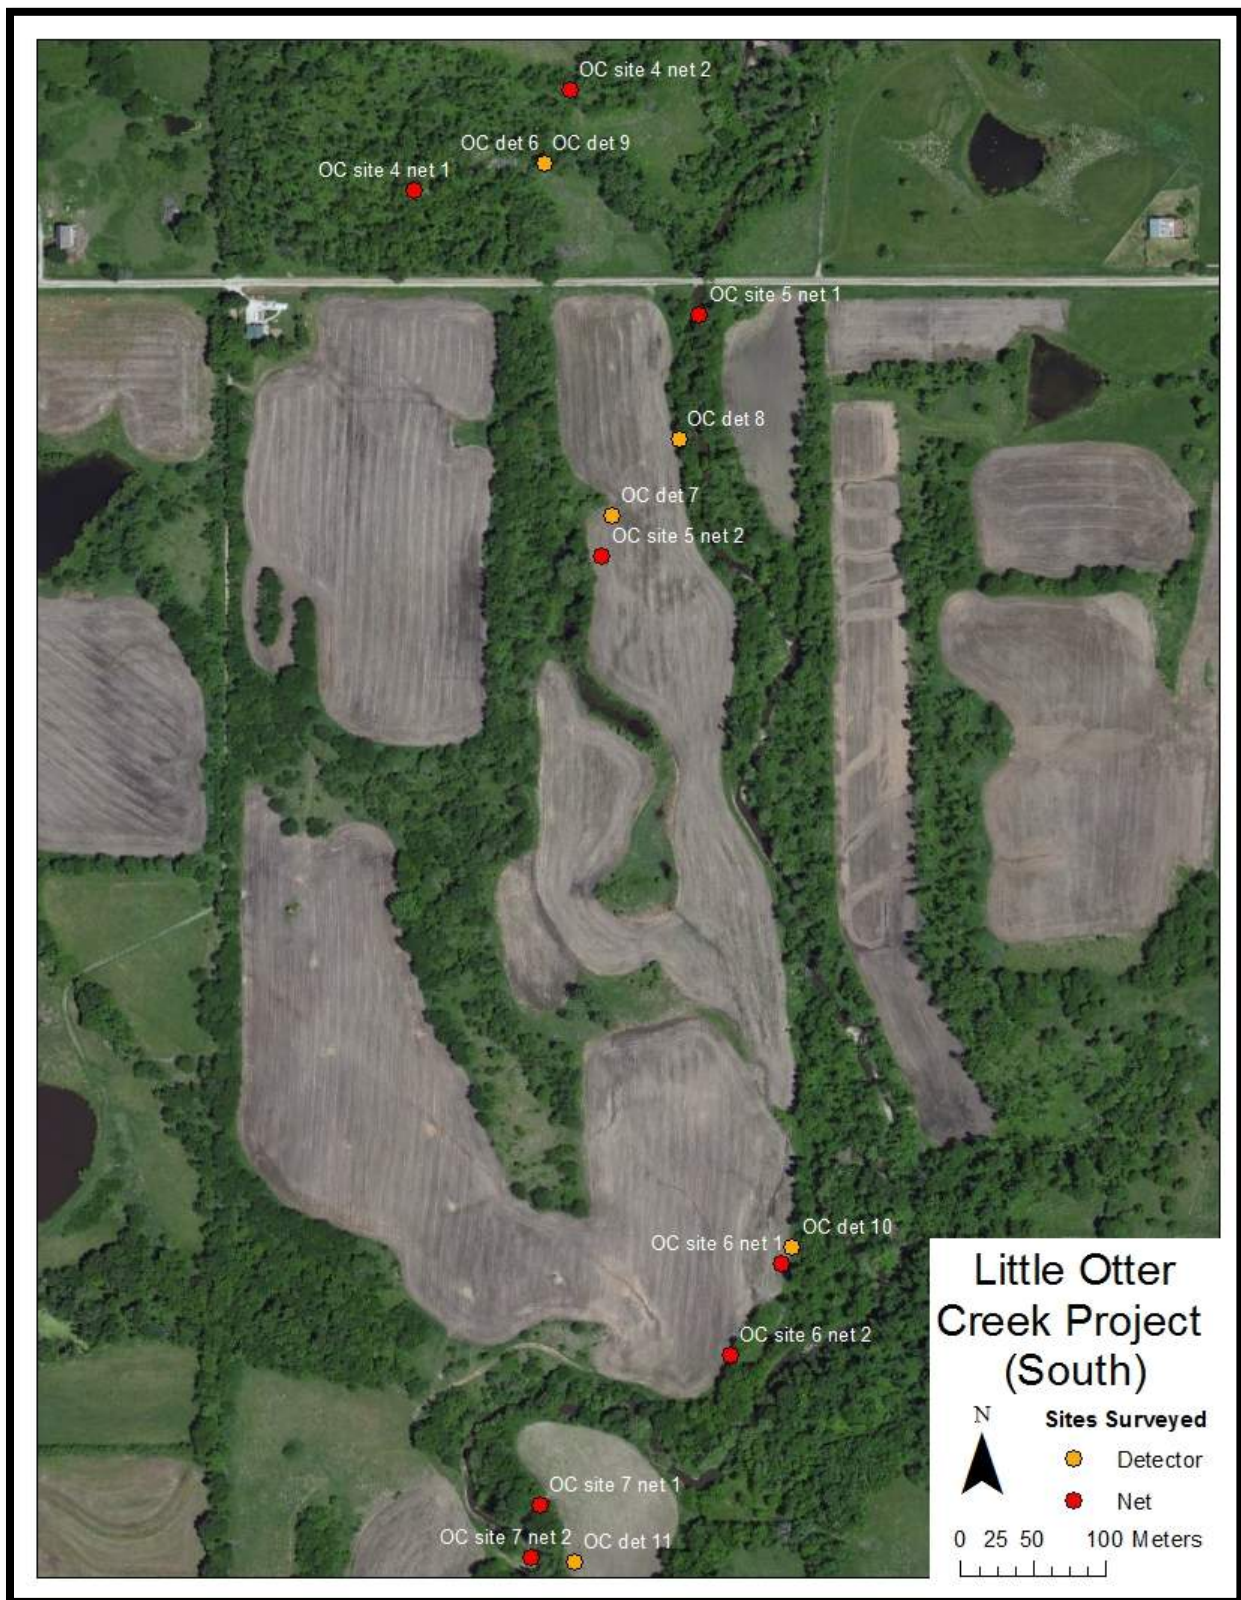 OC site 4 net 2
OC det 6 OC det 9
OC site 4 net 1
OC site 5 net 1
OC det 8
OC det 7
OC site 5 net 2
OC det 10
OC site 6 net 1
OC site 6 net 2
OC site 7 net 1
OC site 7 net 2 OC det 11
Little Otter
Creek Project
(South)
N
Sites Surveyed
Detector
Net
0 25 50 100 Meters